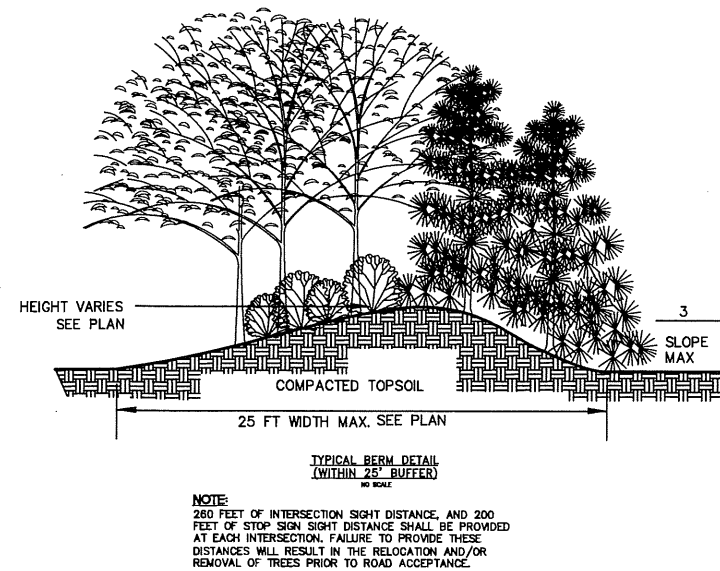 HEIGHT VARIES
SEE PLAN
3
SLOPE
MAX
COMPACTED TOPSOIL
25 FT WIDTH MAX. SEE PLAN
TYPICAL BERM DETAIL
(WITHIN 25' BUFFER)
NO SCALE
NOTE:
260 FEET OF INTERSECTION SIGHT DISTANCE, AND 200
FEET OF STOP SIGN SIGHT DISTANCE SHALL BE PROVIDED
AT EACH INTERSECTION. FAILURE TO PROVIDE THESE
DISTANCES WILL RESULT IN THE RELOCATION AND/OR
REMOVAL OF TREES PRIOR TO ROAD ACCEPTANCE.